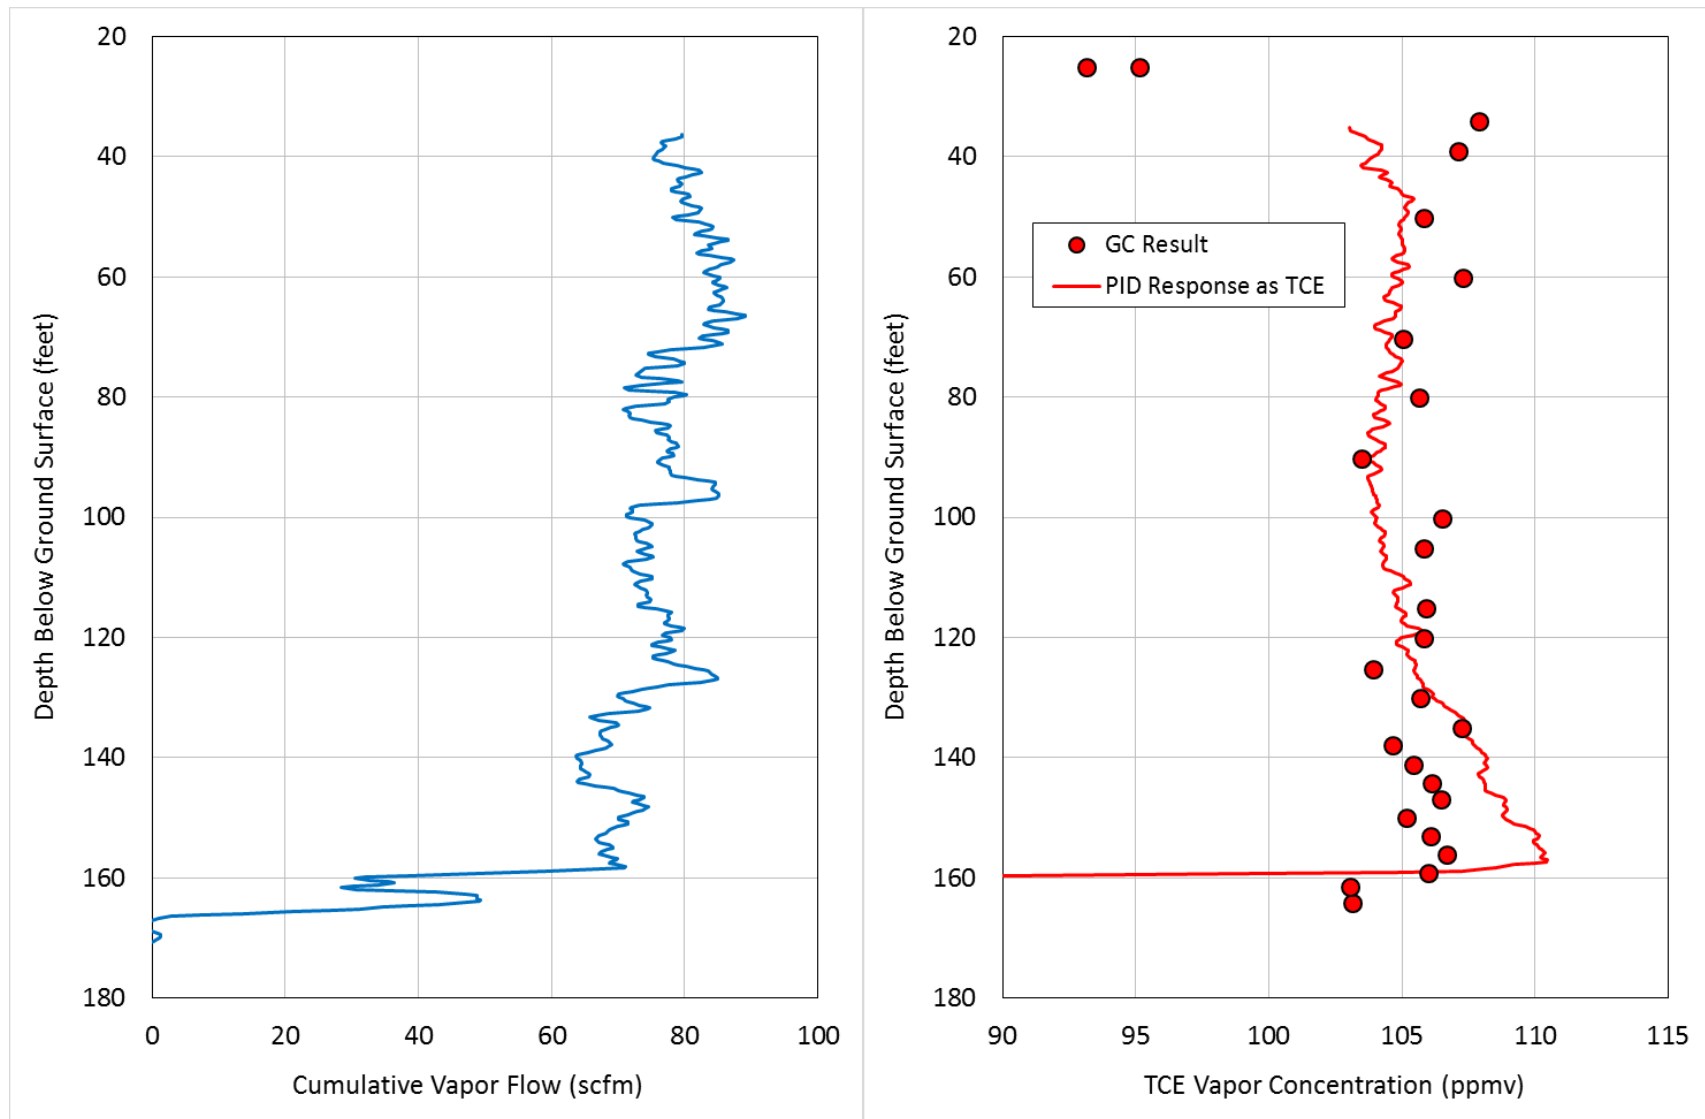 20
40
60
80
100
120
140
160
180
0 20 40 60 80 100
Depth Below Ground Surface (feet)
Cumulative Vapor Flow (scfm)
20
40
60
80
100
120
140
160
180
90 95 100 105 110 115
Depth Below Ground Surface (feet)
TCE Vapor Concentration (ppmv)
GC Result
PID Response as TCE